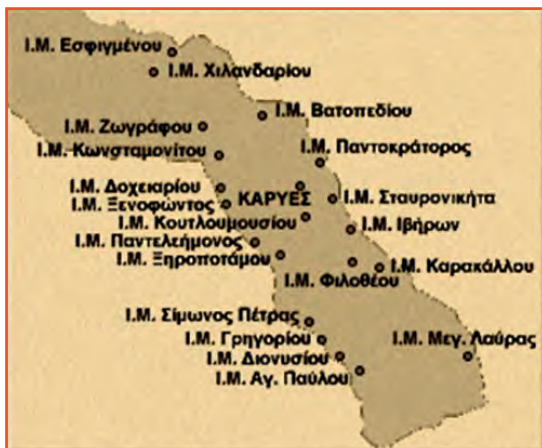 Ι.Μ. Εσφιγμένου
Ι.Μ. Χιλανδαρίου
Ι.Μ. Βατοπεδίου
Ι.Μ. Ζωγράφου
Ι.Μ. Κωνσταμονίτου
Ι.Μ. Παντοκράτορος
Ι.Μ. Δοχειαρίου
ΚΑΡΥΕΣ
Ι.Μ. Σταυρονικήτα
Ι.Μ. Ξενοφώντος
Ι.Μ. Κουτλουμουσίου
Ι.Μ. Ιβήρων
Ι.Μ. Παντελεήμονος
Ι.Μ. Ξηροποτάμου
Ι.Μ. Καρακάλλου
Ι.Μ. Φιλοθέου
Ι.Μ. Σίμωνος Πέτρας
Ι.Μ. Γρηγορίου
Ι.Μ. Μεγ. Λαύρας
Ι.Μ. Διονυσίου
Ι.Μ. Αγ. Παύλου